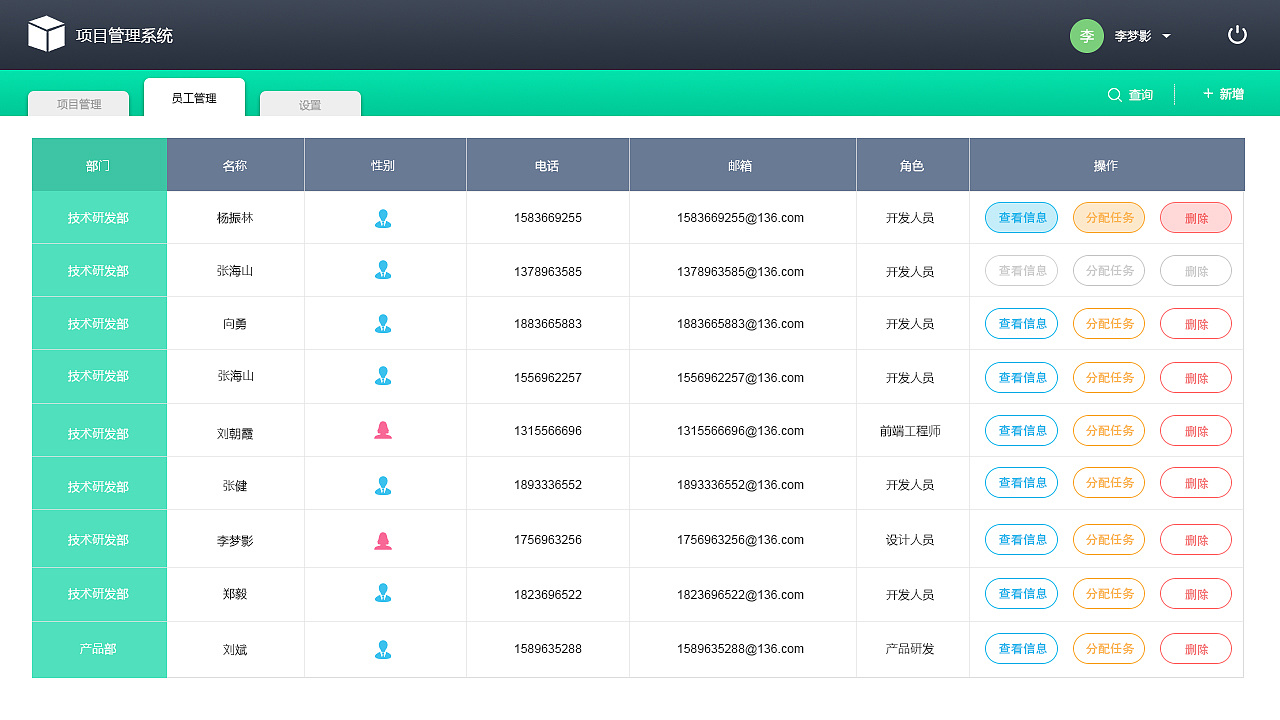 项目管理系统
李 李梦影
项目管理 员工管理 设置 查询 + 新增
部门 名称 性别 电话 邮箱 角色 操作
技术研发部 杨振林 1583669255 1583669255@136.com 开发人员 查看信息 分配任务 删除
技术研发部 张海山 1378963585 1378963585@136.com 开发人员 查看信息 分配任务 删除
技术研发部 向勇 1883665883 1883665883@136.com 开发人员 查看信息 分配任务 删除
技术研发部 张海山 1556962257 1556962257@136.com 开发人员 查看信息 分配任务 删除
技术研发部 刘朝霞 1315566696 1315566696@136.com 前端工程师 查看信息 分配任务 删除
技术研发部 张健 1893336552 1893336552@136.com 开发人员 查看信息 分配任务 删除
技术研发部 李梦影 1756963256 1756963256@136.com 设计人员 查看信息 分配任务 删除
技术研发部 郑毅 1823696522 1823696522@136.com 开发人员 查看信息 分配任务 删除
产品部 刘斌 1589635288 1589635288@136.com 产品研发 查看信息 分配任务 删除